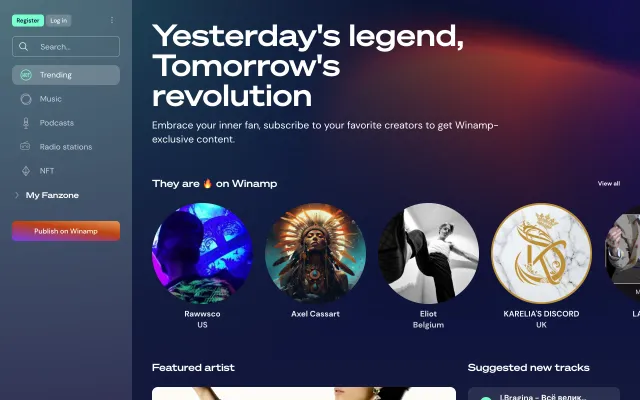 Register
Log In
Search...
Trending
Music
Podcasts
Radio stations
NFT
My Fanzone
Publish on Winamp
Yesterday's legend,
Tomorrow's
revolution
Embrace your inner fan, subscribe to your favorite creators to get Winamp-
exclusive content.
They are 🔥 on Winamp
View all
Rawwsco
US
Axel Cassart
Eliot
Belgium
KARELIA'S DISCORD
UK
Featured artist
Suggested new tracks
LBragina - Всё велик...